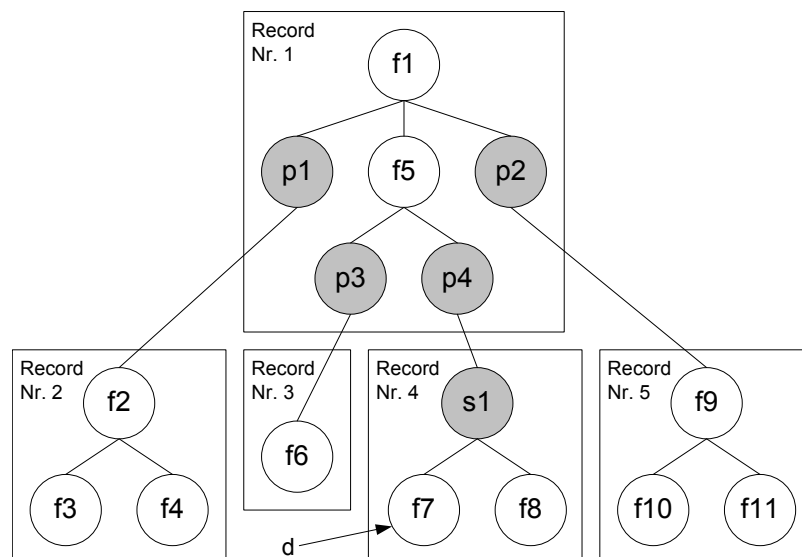 Record
Nr. 1
f1
p1
f5
p2
p3
p4
Record
Nr. 2
f2
f3
f4
Record
Nr. 3
f6
Record
Nr. 4
s1
f7
f8
d
Record
Nr. 5
f9
f10
f11